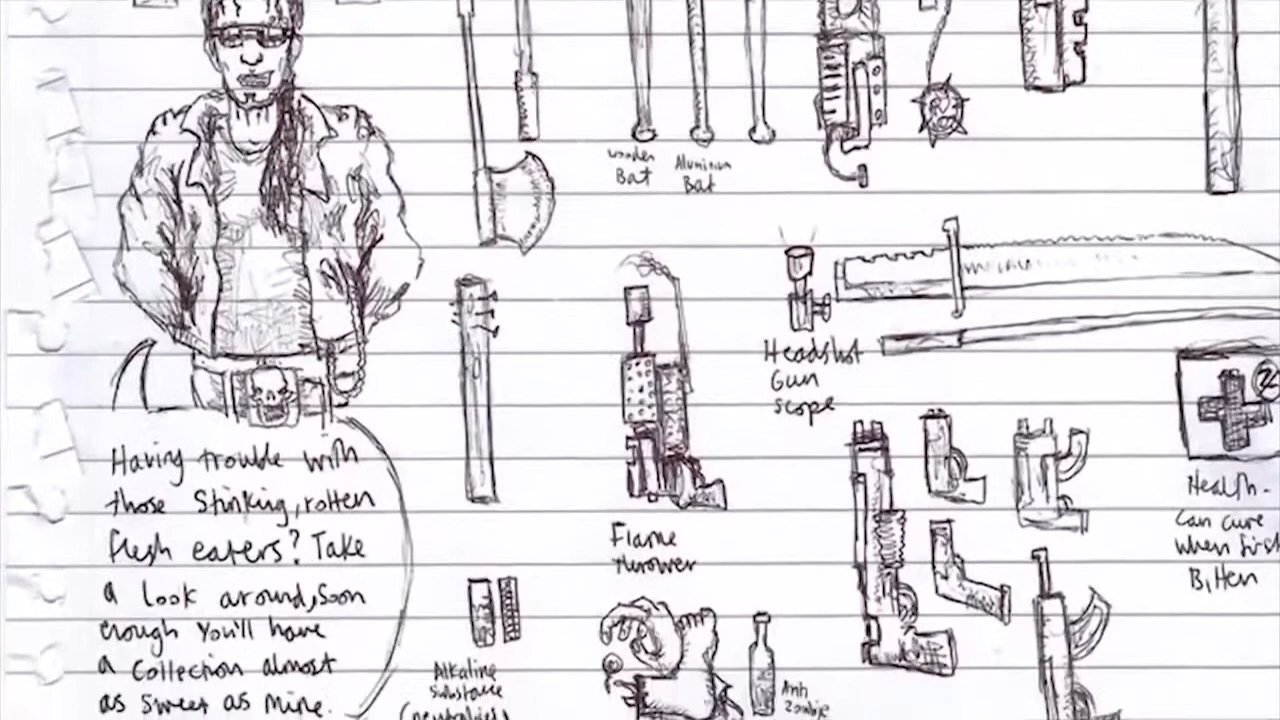 wooden
Bat
Aluminum
Bat
Headshot
Gun
scope
Having trouble with
those Stinking, rotten
flesh eaters? Take
a look around, Soon
enough you'll have
a collection almost
as sweet as mine.
Flame
thrower
Health-
can cure
when first
Bitten
Alkaline
Substance
Anti
Zombie